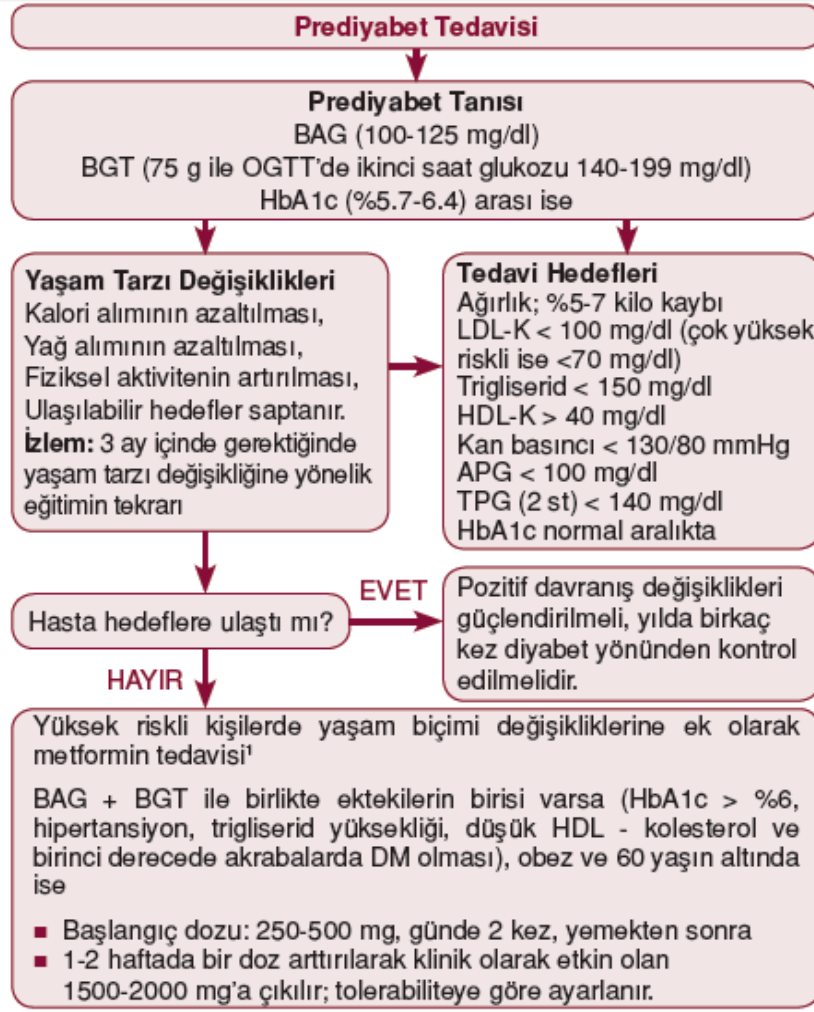 Prediyabet Tedavisi
Prediyabet Tanısı
BAG (100-125 mg/dl)
BGT (75 g ile OGTT'de ikinci saat glukozu 140-199 mg/dl)
HbA1c (%5.7-6.4) arası ise
Yaşam Tarzı Değişiklikleri
Kalori alımının azaltılması,
Yağ alımının azaltılması,
Fiziksel aktivitenin artırılması,
Ulaşılabilir hedefler saptanır.
İzlem: 3 ay içinde gerektiğinde
yaşam tarzı değişikliğine yönelik
eğitimin tekrarı
Tedavi Hedefleri
Ağırlık; %5-7 kilo kaybı
LDL-K < 100 mg/dl (çok yüksek
riskli ise <70 mg/dl)
Trigliserid < 150 mg/dl
HDL-K > 40 mg/dl
Kan basıncı < 130/80 mmHg
APG < 100 mg/dl
TPG (2 st) < 140 mg/dl
HbA1c normal aralıkta
Hasta hedeflere ulaştı mı?
EVET
Pozitif davranış değişiklikleri
güçlendirilmeli, yılda birkaç
kez diyabet yönünden kontrol
edilmelidir.
HAYIR
Yüksek riskli kişilerde yaşam biçimi değişikliklerine ek olarak
metformin tedavisi¹
BAG + BGT ile birlikte ektekilerin birisi varsa (HbA1c > %6,
hipertansiyon, trigliserid yüksekliği, düşük HDL - kolesterol ve
birinci derecede akrabalarda DM olması), obez ve 60 yaşın altında
ise
■ Başlangıç dozu: 250-500 mg, günde 2 kez, yemekten sonra
■ 1-2 haftada bir doz arttırılarak klinik olarak etkin olan
1500-2000 mg'a çıkılır; tolerabiliteye göre ayarlanır.